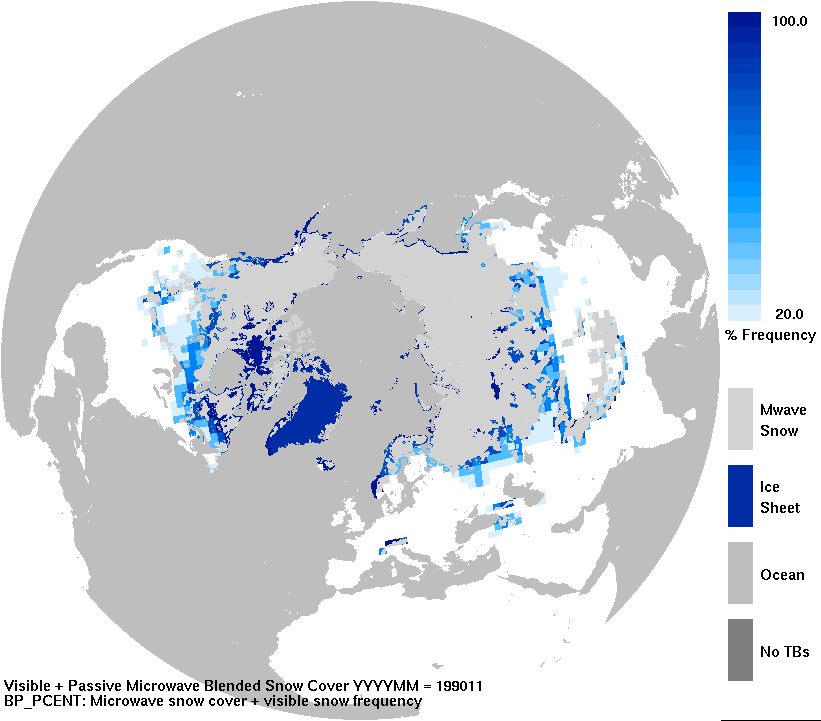 100.0
20.0
% Frequency
Mwave
Snow
Ice
Sheet
Ocean
No TBs
Visible + Passive Microwave Blended Snow Cover YYYYMM = 199011
BP_PCENT: Microwave snow cover + visible snow frequency